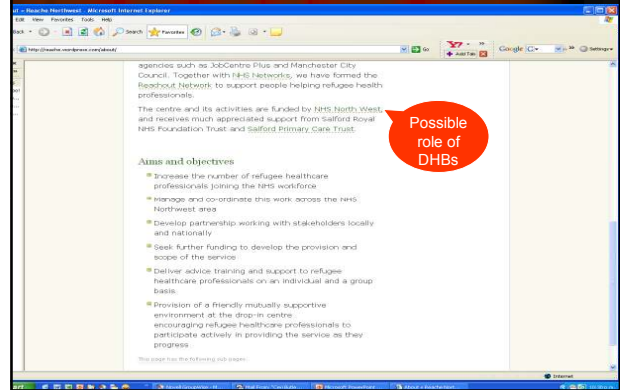 ut - Reache Northwest - Microsoft Internet Explorer
Edit View Favorites Tools Help
Back Search Favorites
http://reache.wordpress.com/about/ Go Add Tab Google Settings
agencies such as JobCentre Plus and Manchester City
Council. Together with NHS Networks, we have formed the
Readhout Network to support people helping refugee health
professionals.
The centre and its activities are funded by NHS North West,
and receives much appreciated support from Salford Royal
NHS Foundation Trust and Salford Primary Care Trust.
Possible
role of
DHBs
Aims and objectives
Increase the number of refugee healthcare
professionals joining the NHS workforce
Manage and co-ordinate this work across the NHS
Northwest area
Develop partnership working with stakeholders locally
and nationally
Seek further funding to develop the provision and
scope of the service
Deliver advice training and support to refugee
healthcare professionals on an individual and a group
basis.
Provision of a friendly mutually supportive
environment at the drop-in centre
encouraging refugee healthcare professionals to
participate actively in providing the service as they
progress
This page has the following sub pages.
Internet